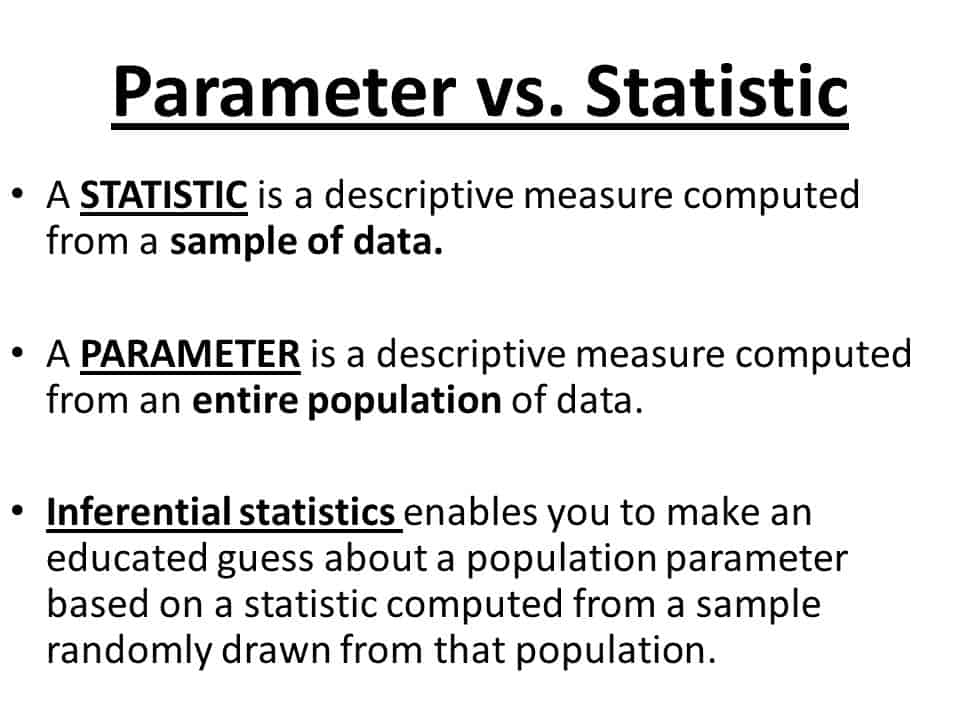 Parameter vs. Statistic
• A STATISTIC is a descriptive measure computed
from a sample of data.
• A PARAMETER is a descriptive measure computed
from an entire population of data.
• Inferential statistics enables you to make an
educated guess about a population parameter
based on a statistic computed from a sample
randomly drawn from that population.